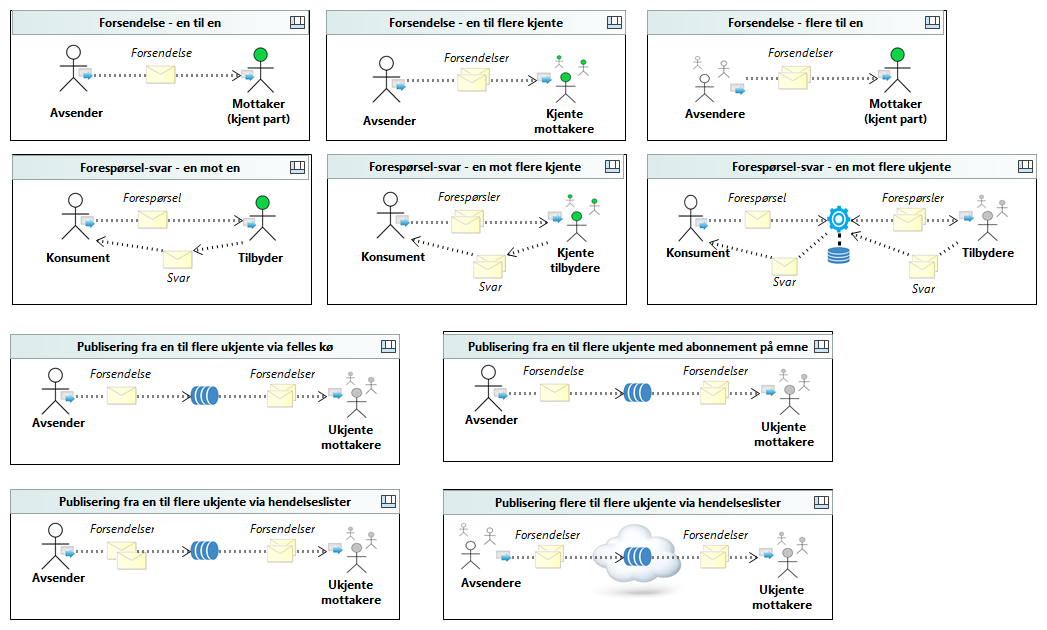 Forsendelse - en til en
Forsendelse
Avsender
Mottaker
(kjent part)
Forsendelse - en til flere kjente
Forsendelser
Avsender
Kjente
mottakere
Forsendelse - flere til en
Forsendelser
Avsendere
Mottaker
(kjent part)
Forespørsel-svar - en mot en
Forespørsel
Konsument
Tilbyder
Svar
Forespørsel-svar - en mot flere kjente
Forespørsler
Konsument
Kjente
tilbydere
Svar
Forespørsel-svar - en mot flere ukjente
Forespørsel
Forespørsler
Konsument
Tilbydere
Svar
Svar
Publisering fra en til flere ukjente via felles kø
Forsendelse
Forsendelser
Avsender
Ukjente
mottakere
Publisering fra en til flere ukjente med abonnement på emne
Forsendelse
Forsendelser
Avsender
Ukjente
mottakere
Publisering fra en til flere ukjente via hendelseslister
Forsendelser
Forsendelser
Avsender
Ukjente
mottakere
Publisering flere til flere ukjente via hendelseslister
Forsendelser
Forsendelser
Avsendere
Ukjente
mottakere